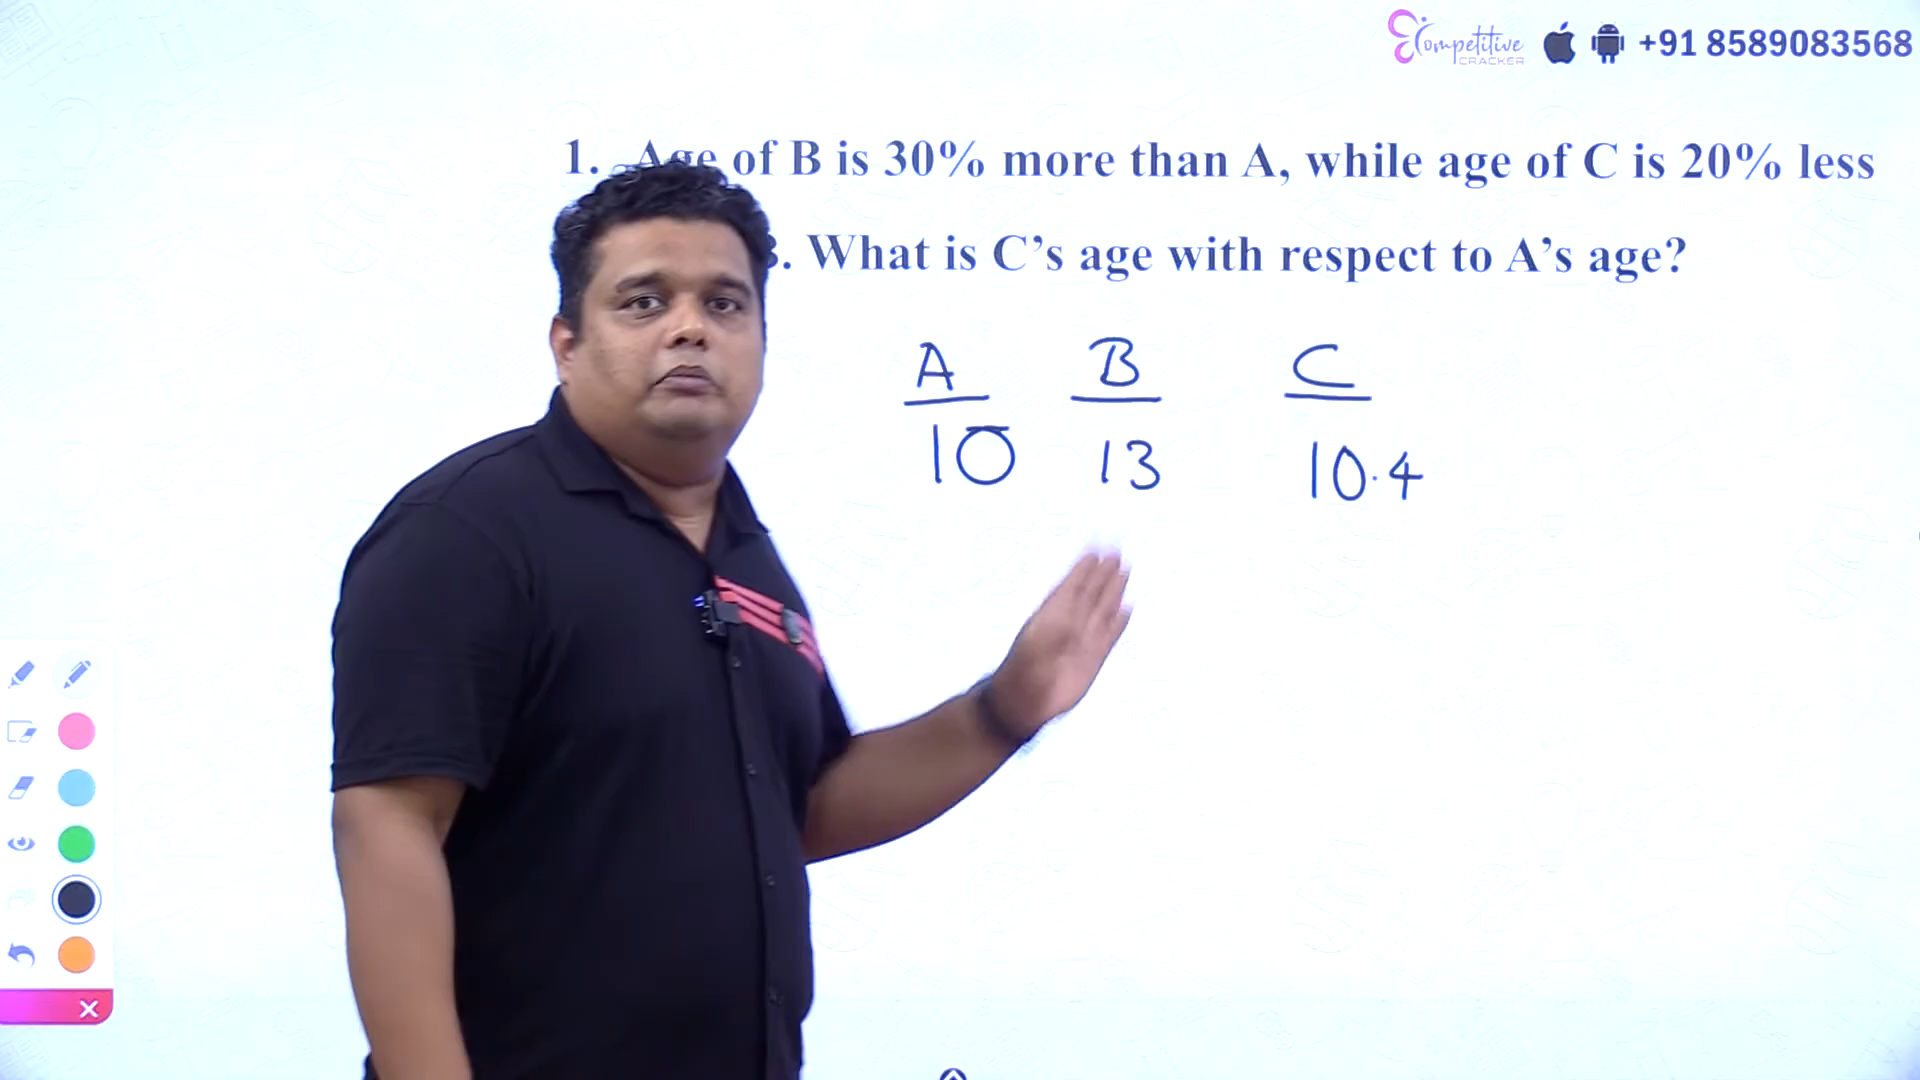 Competitive
CRACKER
+91 8589083568
1. Age of B is 30% more than A, while age of C is 20% less
B. What is C's age with respect to A's age?
A B C
10 13 10.4